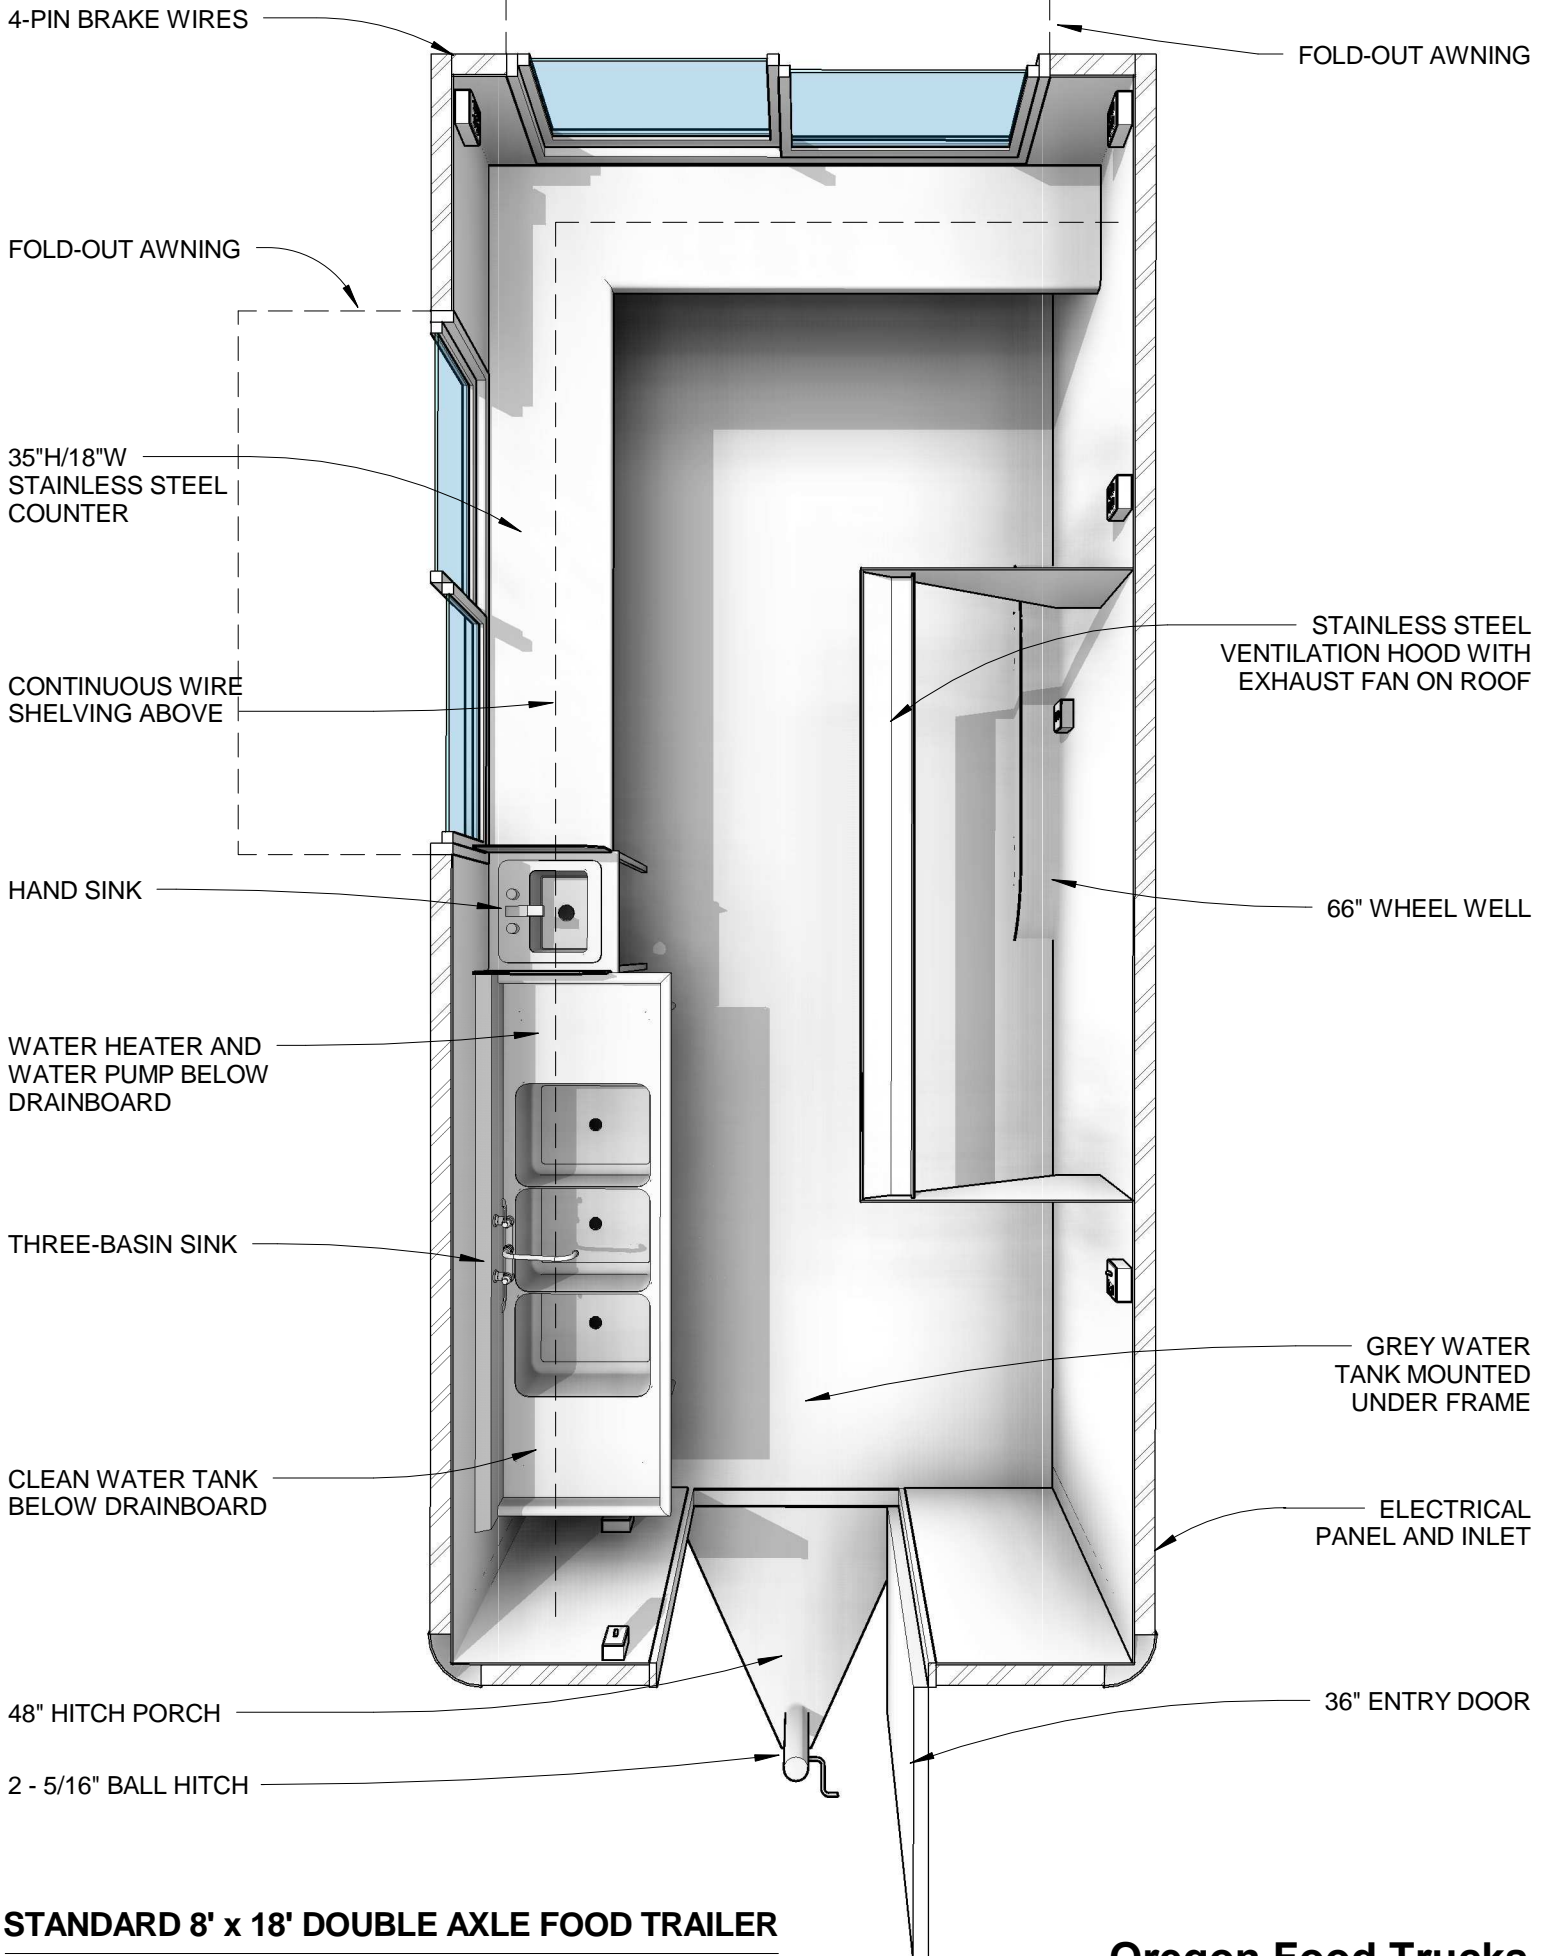 4-PIN BRAKE WIRES
FOLD-OUT AWNING
FOLD-OUT AWNING
35"H/18"W
STAINLESS STEEL
COUNTER
STAINLESS STEEL
VENTILATION HOOD WITH
EXHAUST FAN ON ROOF
CONTINUOUS WIRE
SHELVING ABOVE
HAND SINK
66" WHEEL WELL
WATER HEATER AND
WATER PUMP BELOW
DRAINBOARD
THREE-BASIN SINK
GREY WATER
TANK MOUNTED
UNDER FRAME
CLEAN WATER TANK
BELOW DRAINBOARD
ELECTRICAL
PANEL AND INLET
48" HITCH PORCH
36" ENTRY DOOR
2 - 5/16" BALL HITCH
STANDARD 8' x 18' DOUBLE AXLE FOOD TRAILER
Oregon Food Trucks